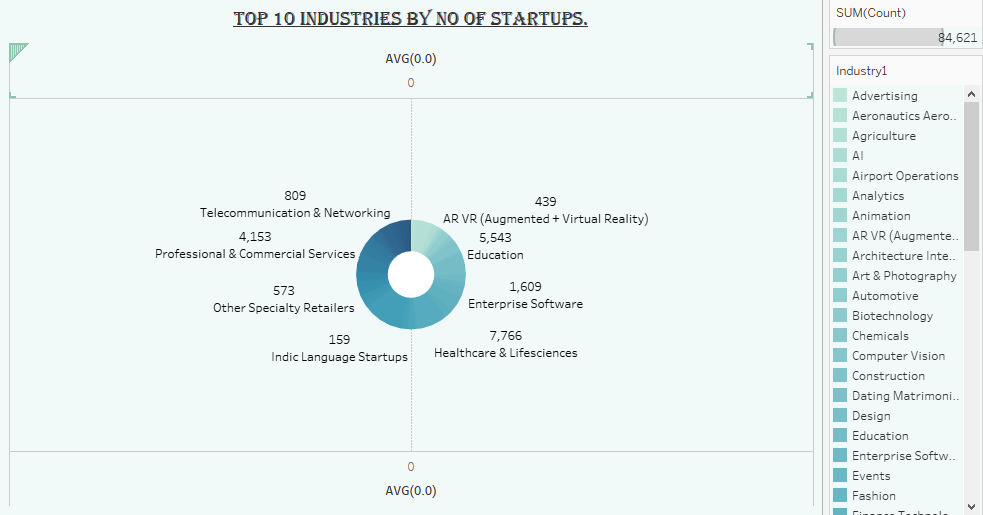 TOP 10 INDUSTRIES BY NO OF STARTUPS.
AVG(0.0)
0
809
Telecommunication & Networking
439
AR VR (Augmented + Virtual Reality)
4,153
Professional & Commercial Services
5,543
Education
573
Other Specialty Retailers
1,609
Enterprise Software
159
Indic Language Startups
7,766
Healthcare & Lifesciences
0
AVG(0.0)
SUM(Count)
84,621
Industry1
Advertising
Aeronautics Aero..
Agriculture
AI
Airport Operations
Analytics
Animation
AR VR (Augmente..
Architecture Inte..
Art & Photography
Automotive
Biotechnology
Chemicals
Computer Vision
Construction
Dating Matrimoni..
Design
Education
Enterprise Softw..
Events
Fashion